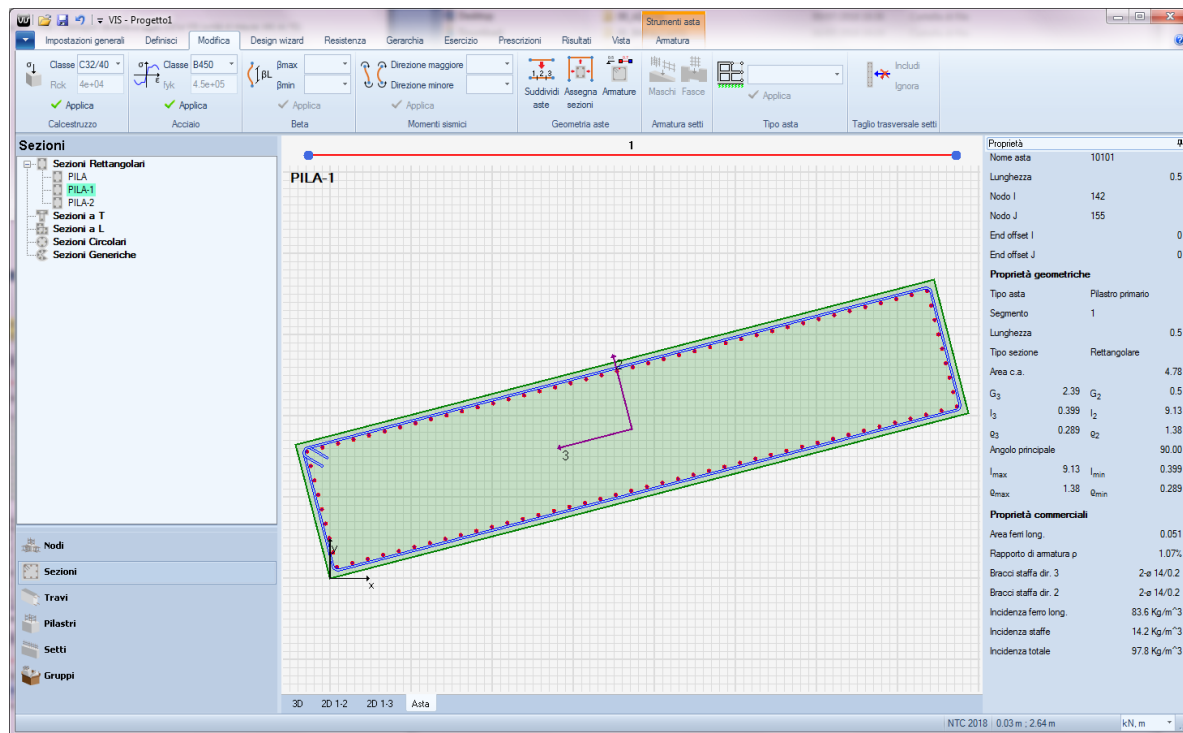 VIS - Progetto1
Strumenti asta
Impostazioni generali Definisci Modifica Design wizard Resistenza Gerarchia Esercizio Prescrizioni Risultati Vista Armatura
Classe C32/40 Classe B450 βmax Direzione maggiore Includi
Rck 4e+04 fyk 4.5e+05 βL βmin Direzione minore 1,2,3 Suddividi aste Assegna sezioni Armature Maschi Fasce Ignora
Applica Applica Applica Applica Applica
Calcestruzzo Acciaio Beta Momenti sismici Geometria aste Armatura setti Tipo asta Taglio trasversale setti
Sezioni
Sezioni Rettangolari
PILA
PILA-1
PILA-2
Sezioni a T
Sezioni a L
Sezioni Circolari
Sezioni Generiche
Nodi
Sezioni
Travi
Pilastri
Setti
Gruppi
1
PILA-1
2
3
y
x
3D 2D 1-2 2D 1-3 Asta
Proprietà
Nome asta 10101
Lunghezza 0.5
Nodo I 142
Nodo J 155
End offset I 0
End offset J 0
Proprietà geometriche
Tipo asta Pilastro primario
Segmento 1
Lunghezza 0.5
Tipo sezione Rettangolare
Area c.a. 4.78
G3 2.39 G2 0.5
I3 0.399 I2 9.13
ϱ3 0.289 ϱ2 1.38
Angolo principale 90.00
Imax 9.13 Imin 0.399
ϱmax 1.38 ϱmin 0.289
Proprietà commerciali
Area ferri long. 0.051
Rapporto di armatura ρ 1.07%
Bracci staffa dir. 3 2-ø 14/0.2
Bracci staffa dir. 2 2-ø 14/0.2
Incidenza ferro long. 83.6 Kg/m^3
Incidenza staffe 14.2 Kg/m^3
Incidenza totale 97.8 Kg/m^3
NTC 2018 0.03 m ; 2.64 m kN, m